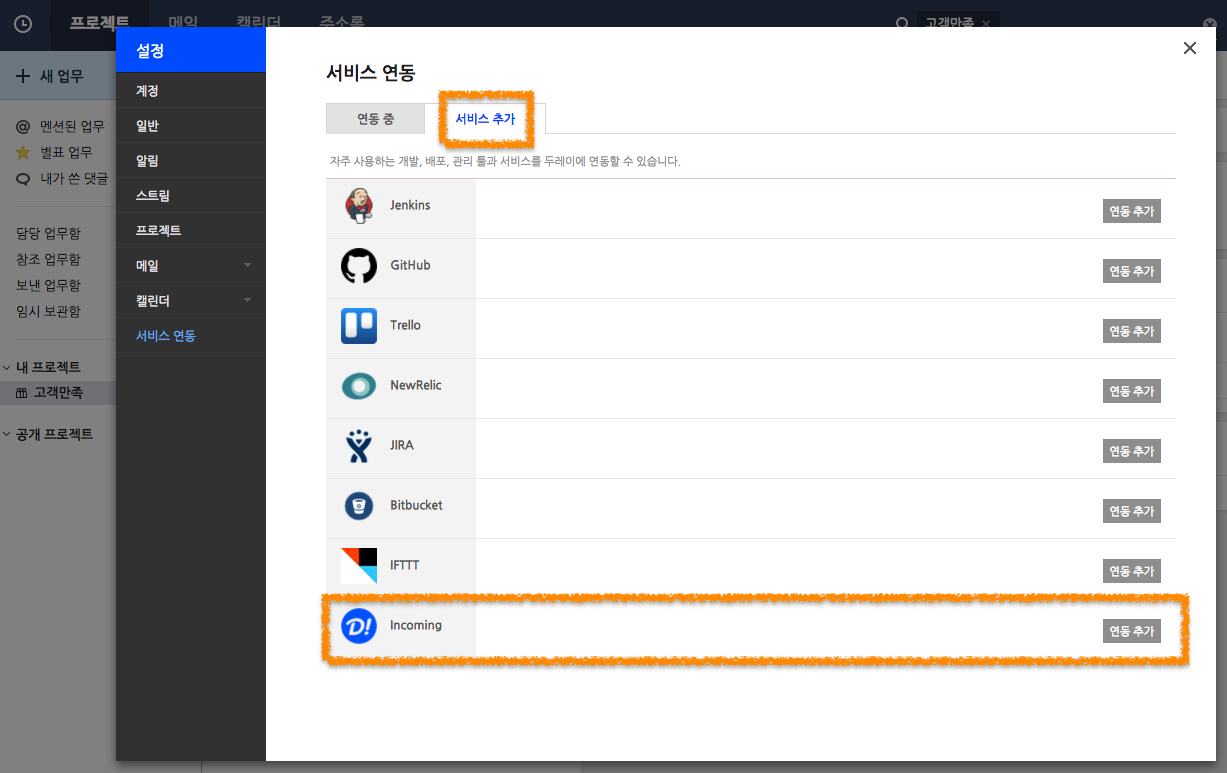 프로젝트 메일 캘린더 주소록 고객만족
새 업무
@ 멘션된 업무
별표 업무
내가 쓴 댓글
담당 업무함
참조 업무함
보낸 업무함
임시 보관함
내 프로젝트
고객만족
공개 프로젝트
설정
계정
일반
알림
스트림
프로젝트
메일
캘린더
서비스 연동
서비스 연동
연동 중 서비스 추가
자주 사용하는 개발, 배포, 관리 툴과 서비스를 두레이에 연동할 수 있습니다.
Jenkins 연동 추가
GitHub 연동 추가
Trello 연동 추가
NewRelic 연동 추가
JIRA 연동 추가
Bitbucket 연동 추가
IFTTT 연동 추가
D! Incoming 연동 추가